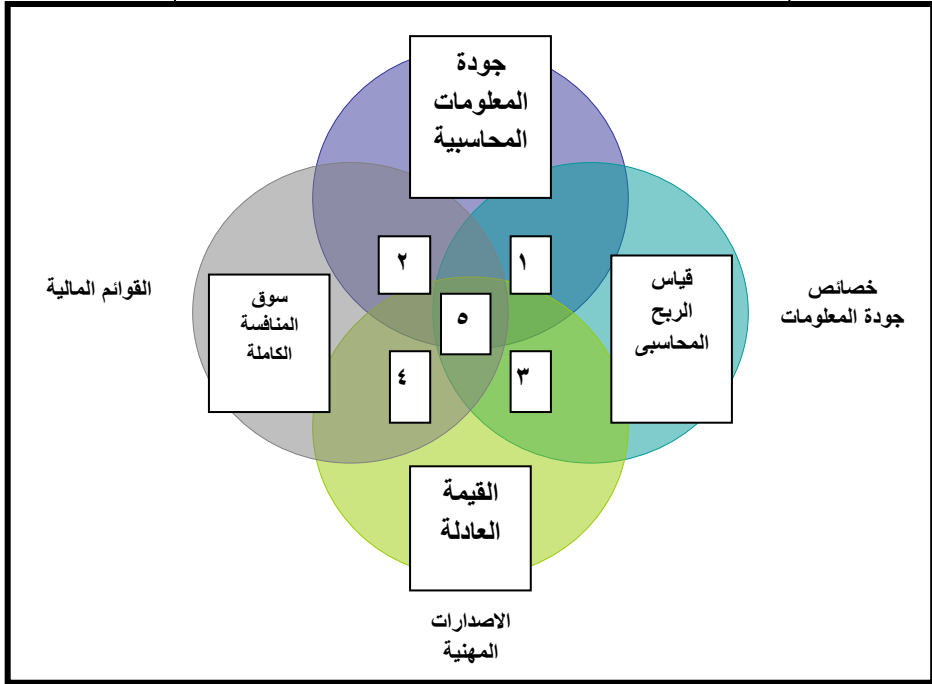 جودة
المعلومات
المحاسبية
٢
١
خصائص
جودة المعلومات
قياس
الربح
المحاسبى
سوق
المنافسة
الكاملة
القوائم المالية
٥
٣
٤
القيمة
العادلة
الاصدارات
المهنية